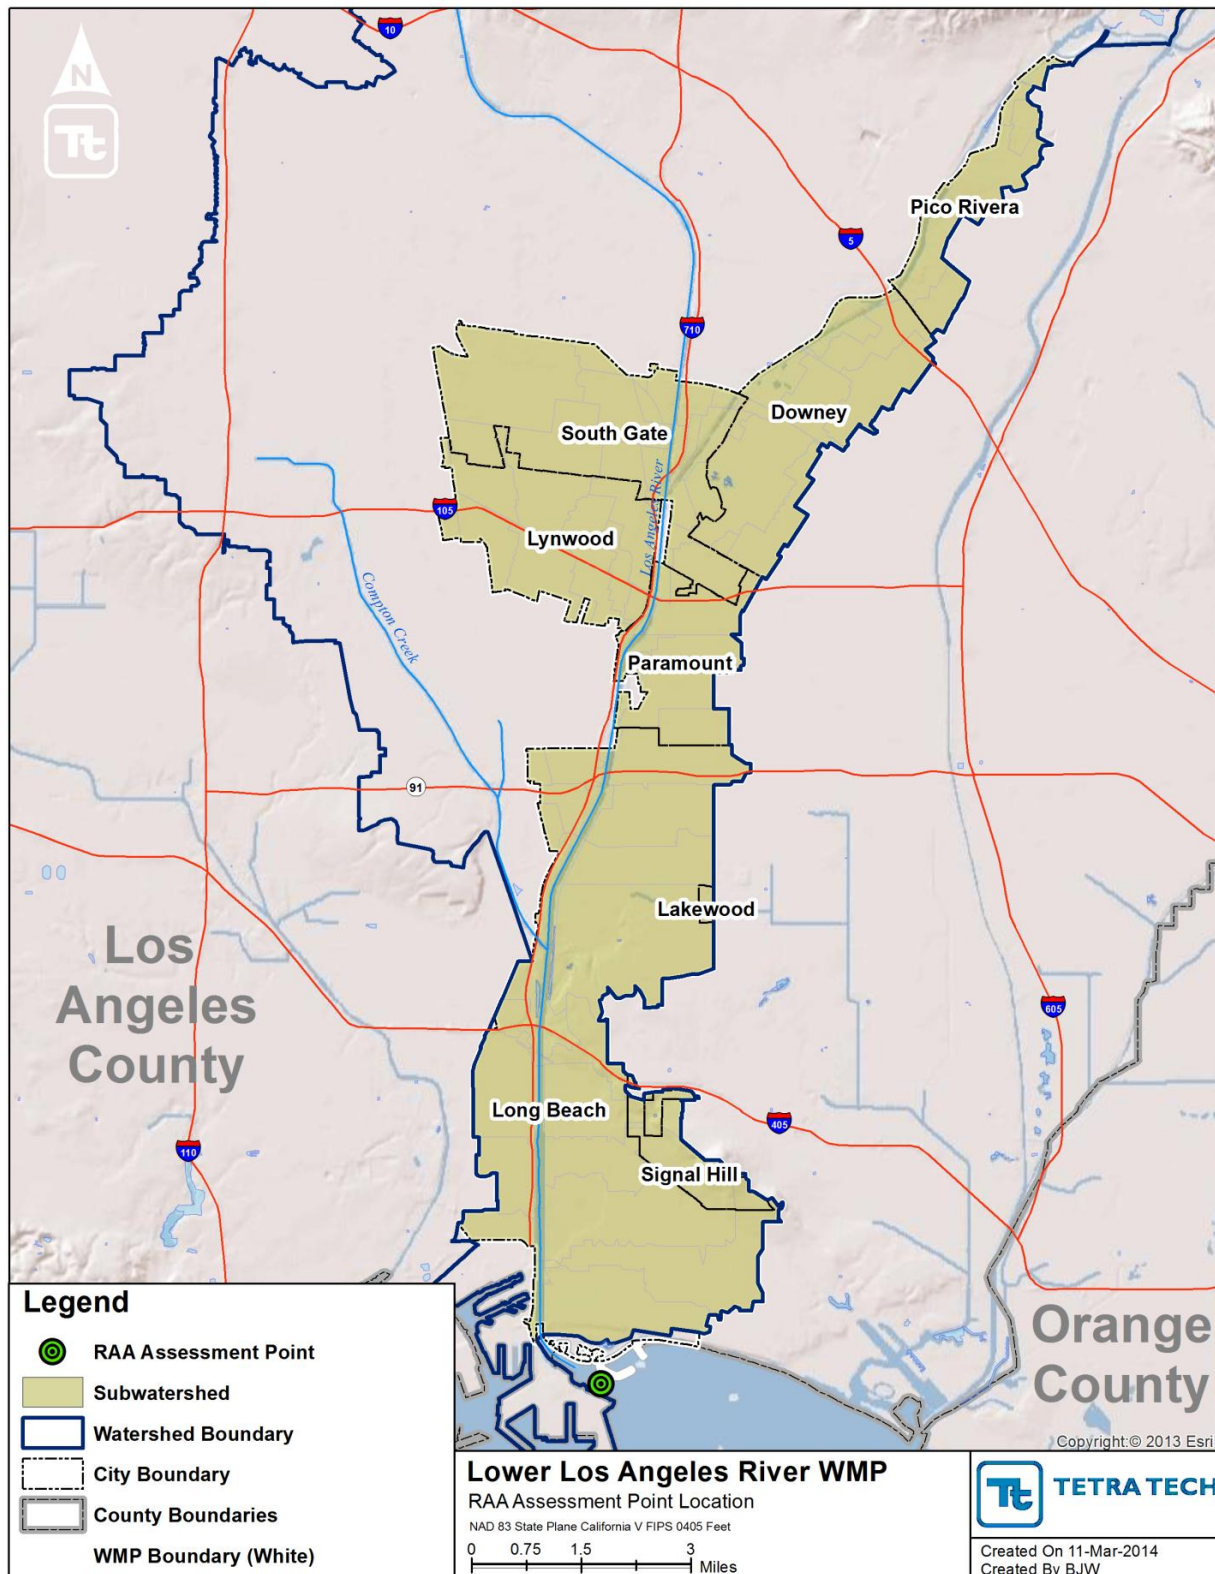 10
N
Tt
Pico Rivera
5
710
Downey
South Gate
Los Angeles River
105
Lynwood
Compton Creek
Paramount
91
Lakewood
Los
Angeles
County
605
Long Beach
405
110
Signal Hill
Orange
County
Copyright:© 2013 Esri
Legend
RAA Assessment Point
Subwatershed
Watershed Boundary
City Boundary
County Boundaries
WMP Boundary (White)
Lower Los Angeles River WMP
RAA Assessment Point Location
NAD 83 State Plane California V FIPS 0405 Feet
0 0.75 1.5 3
Miles
Tt TETRA TECH
Created On 11-Mar-2014
Created By BJW